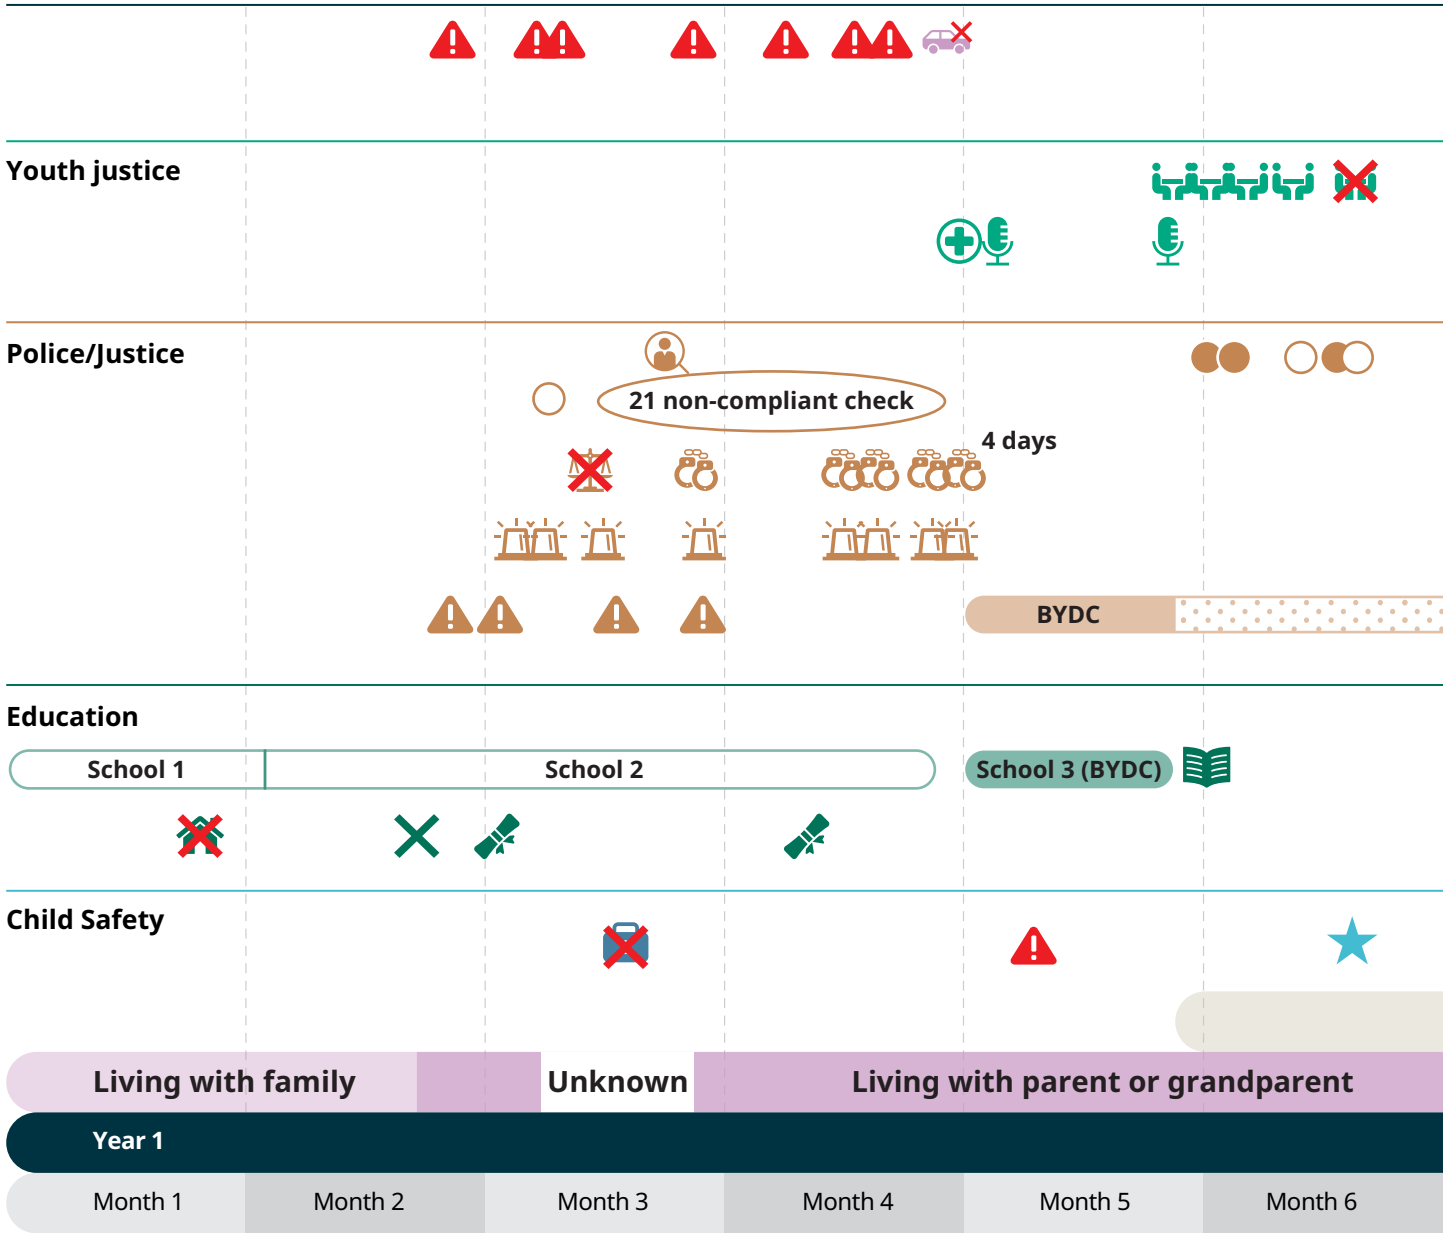 Youth justice
Police/Justice
21 non-compliant check
4 days
BYDC
Education
School 1
School 2
School 3 (BYDC)
Child Safety
Living with family
Unknown
Living with parent or grandparent
Year 1
Month 1
Month 2
Month 3
Month 4
Month 5
Month 6